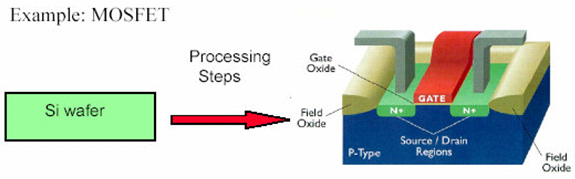 Example: MOSFET
Processing
Steps
Si wafer
Gate
Oxide
GATE
Field
Oxide
N+
N+
Source / Drain
Regions
P-Type
Field
Oxide